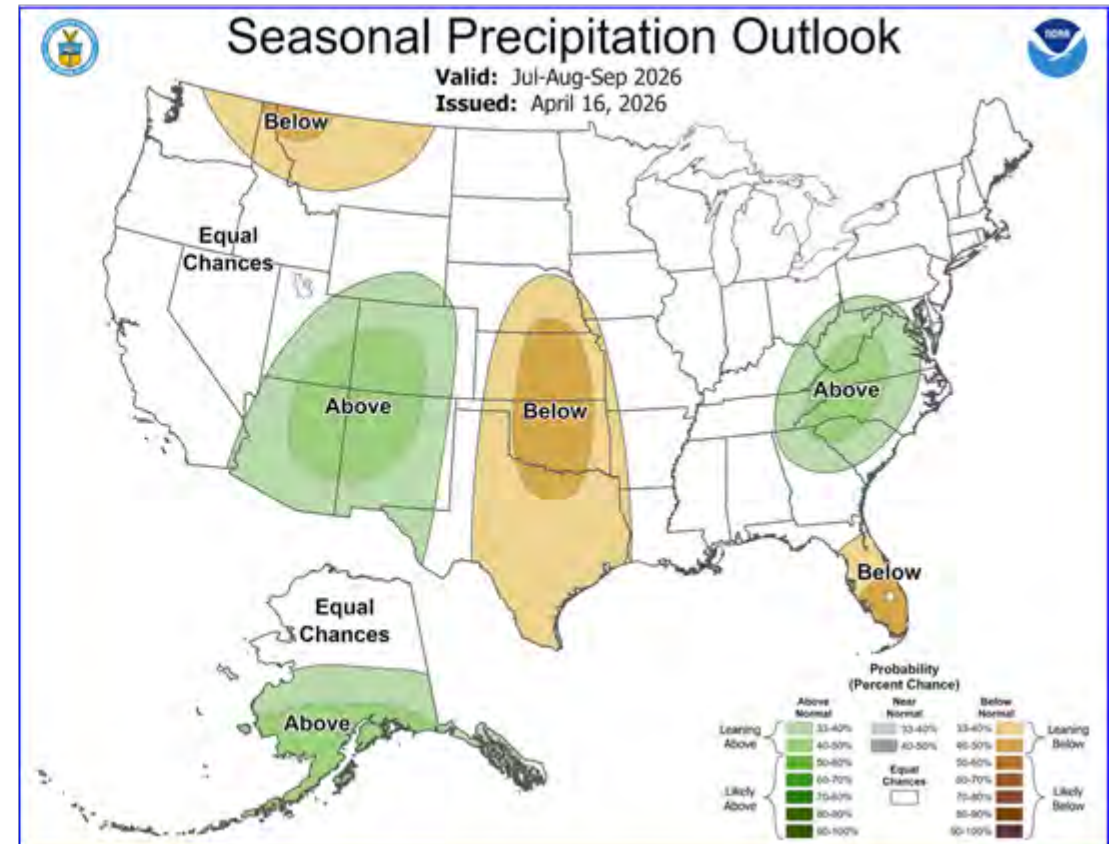 Seasonal Precipitation Outlook
Valid: Jul-Aug-Sep 2026
Issued: April 16, 2026
NOAA
Below
Equal
Chances
Above
Below
Above
Below
Equal
Chances
Above
Probability
(Percent Chance)
Above
Normal
Near
Normal
Below
Normal
Leaning
Above
33-40%
40-50%
50-60%
60-70%
70-80%
80-90%
90-100%
Likely
Above
33-40%
40-50%
Equal
Chances
33-40%
40-50%
50-60%
60-70%
70-80%
80-90%
90-100%
Leaning
Below
Likely
Below